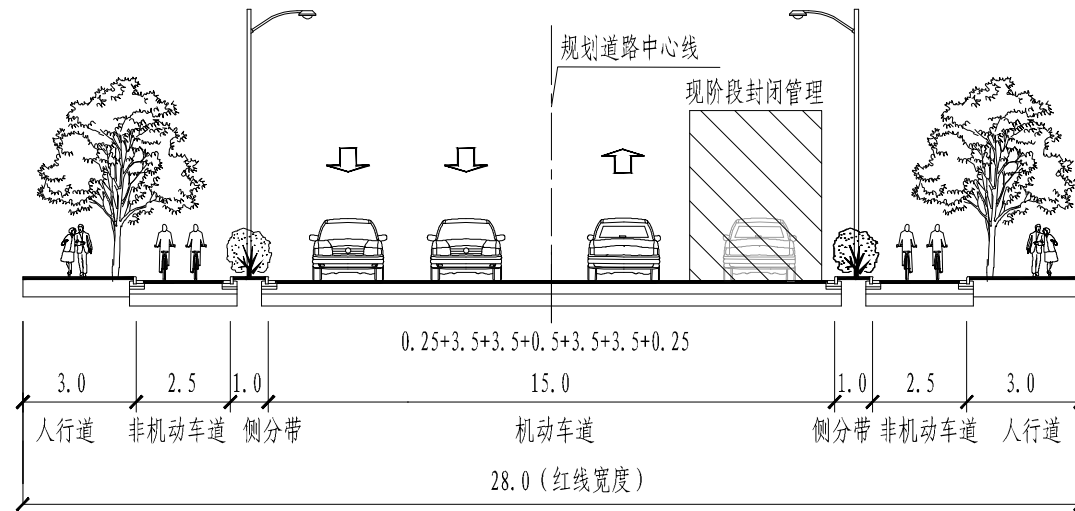 规划道路中心线
现阶段封闭管理
0.25+3.5+3.5+0.5+3.5+3.5+0.25
3.0 2.5 1.0 15.0 1.0 2.5 3.0
人行道 非机动车道 侧分带 机动车道 侧分带 非机动车道 人行道
28.0(红线宽度)